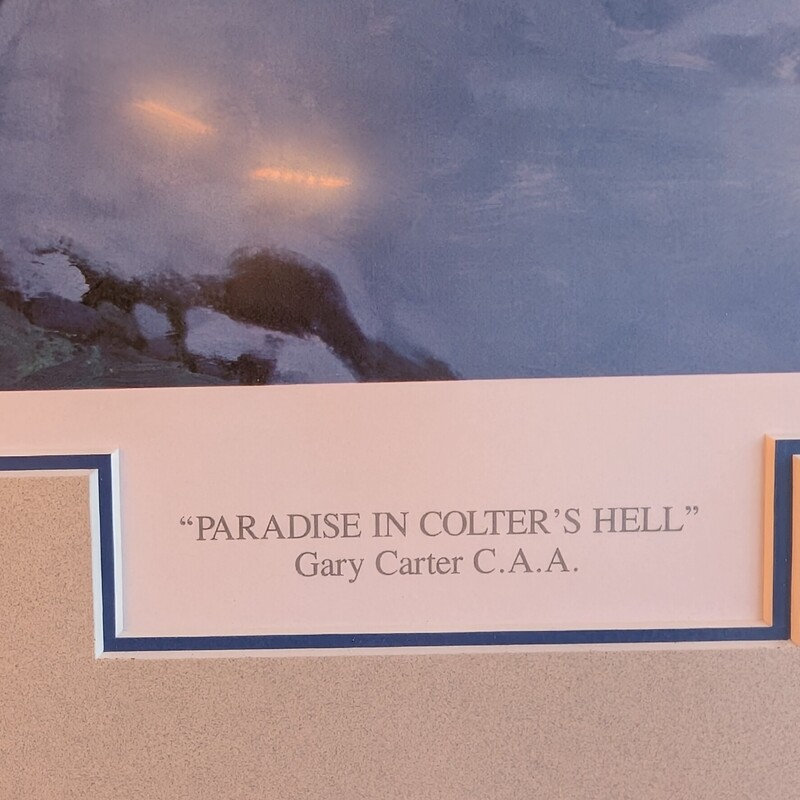 “PARADISE IN COLTER’S HELL”
Gary Carter C.A.A.